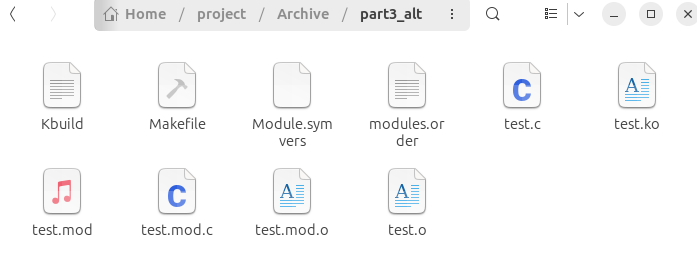 Home / project / Archive / part3_alt
Kbuild Makefile Module.sym modules.or test.c test.ko
vers der
test.mod test.mod.c test.mod.o test.o